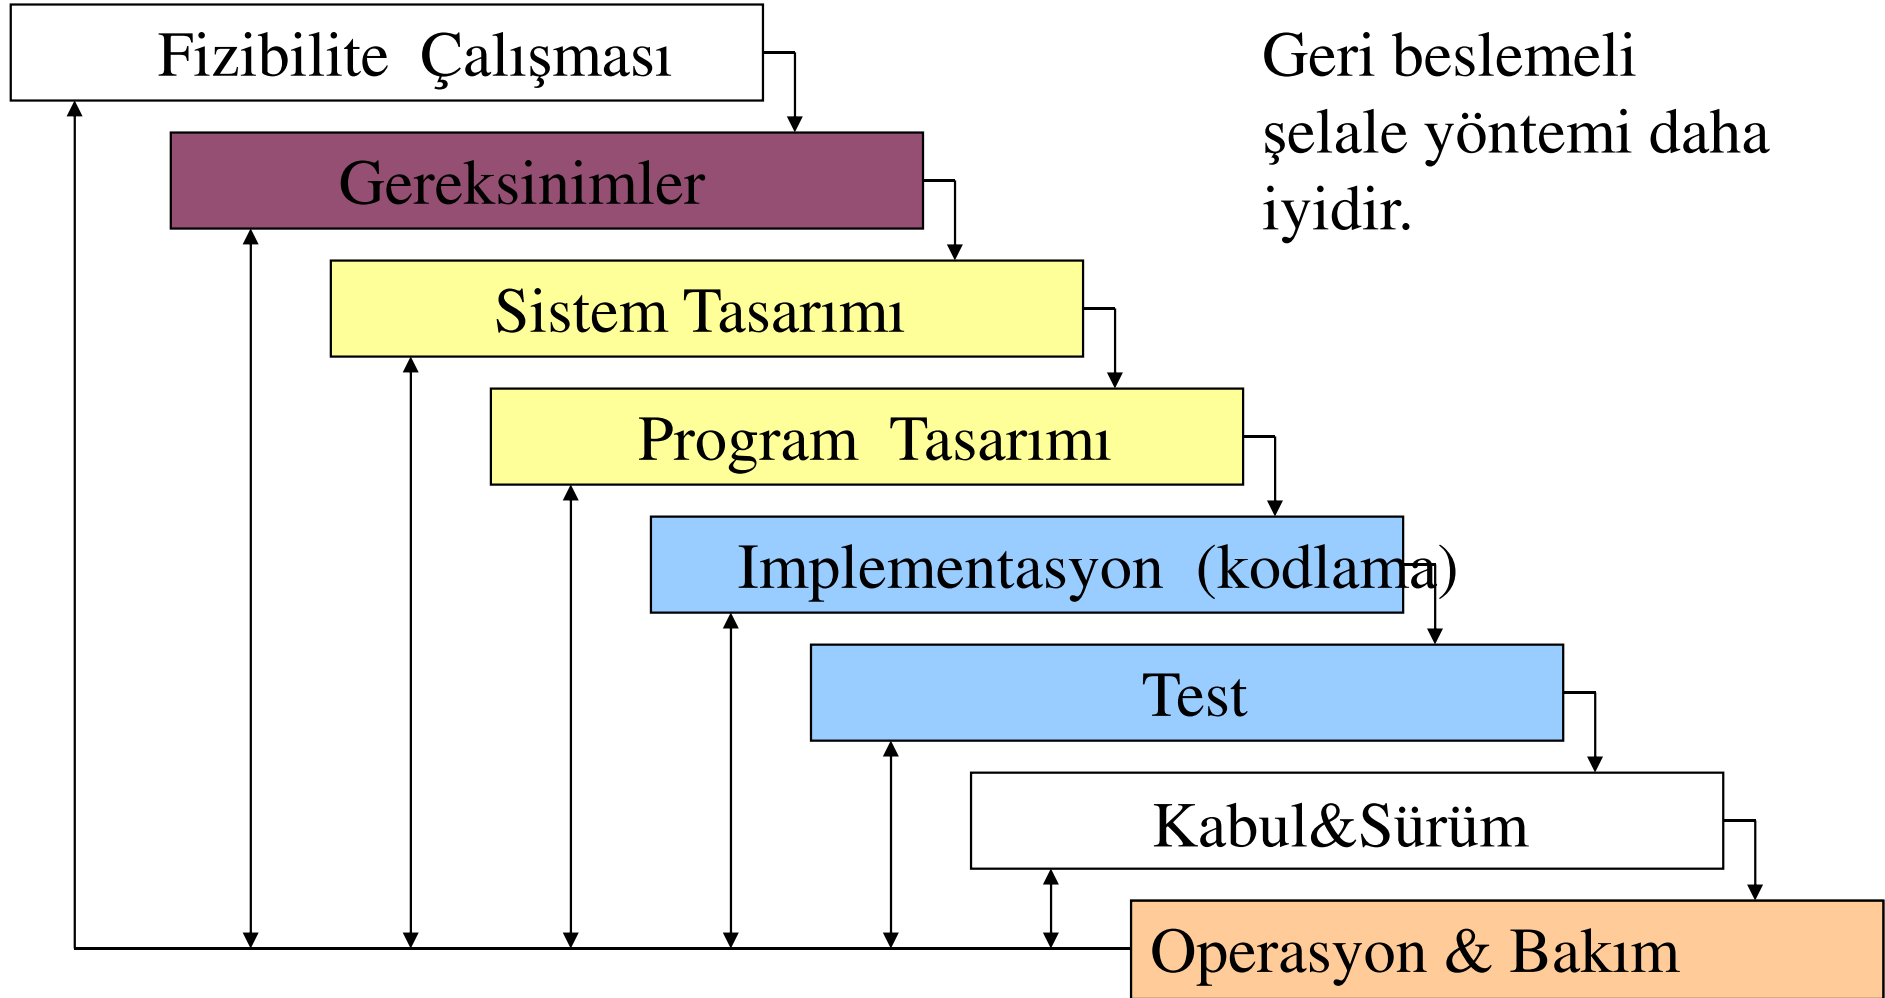 Fizibilite Çalışması
Geri beslemeli
şelale yöntemi daha
iyidir.
Gereksinimler
Sistem Tasarımı
Program Tasarımı
Implementasyon (kodlama)
Test
Kabul&Sürüm
Operasyon & Bakım